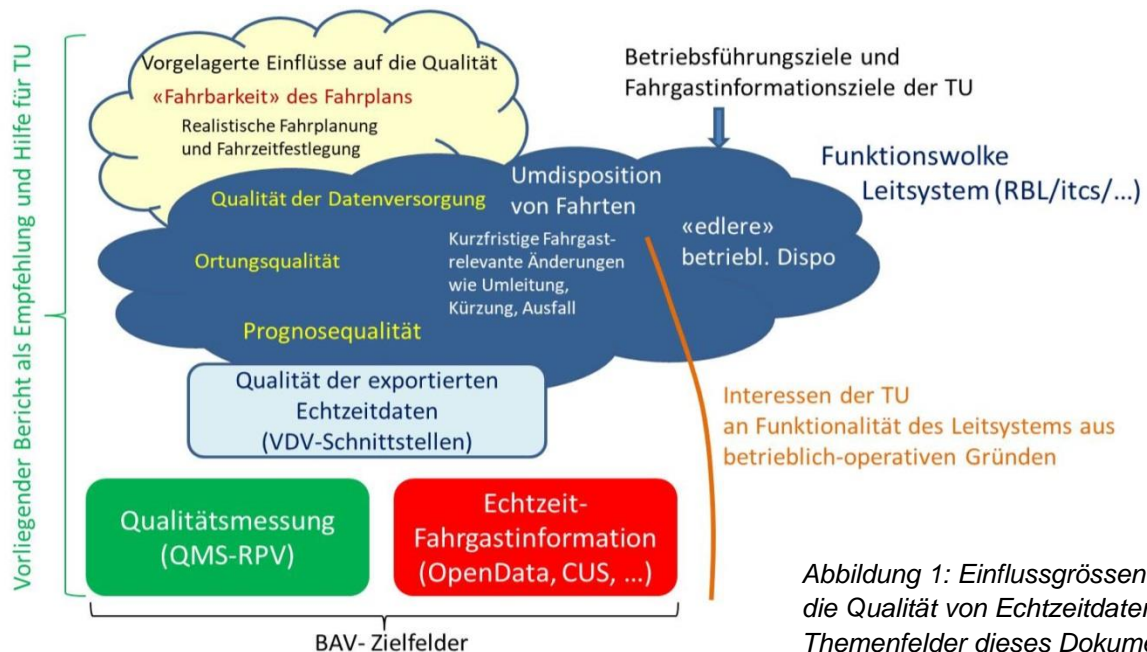 Vorliegender Bericht als Empfehlung und Hilfe für TU
Vorgelagerte Einflüsse auf die Qualität
«Fahrbarkeit» des Fahrplans
Realistische Fahrplanung
und Fahrzeitfestlegung
Betriebsführungsziele und
Fahrgastinformationsziele der TU
Funktionswolke
Leitsystem (RBL/itcs/...)
Qualität der Datenversorgung
Ortungsqualität
Prognosequalität
Umdisposition
von Fahrten
Kurzfristige Fahrgast-
relevante Änderungen
wie Umleitung,
Kürzung, Ausfall
«edlere»
betriebl. Dispo
Qualität der exportierten
Echtzeitdaten
(VDV-Schnittstellen)
Interessen der TU
an Funktionalität des Leitsystems aus
betrieblich-operativen Gründen
Qualitätsmessung
(QMS-RPV)
Echtzeit-
Fahrgastinformation
(OpenData, CUS, ...)
BAV- Zielfelder
Abbildung 1: Einflussgrössen
die Qualität von Echtzeitdaten
Themenfelder dieses